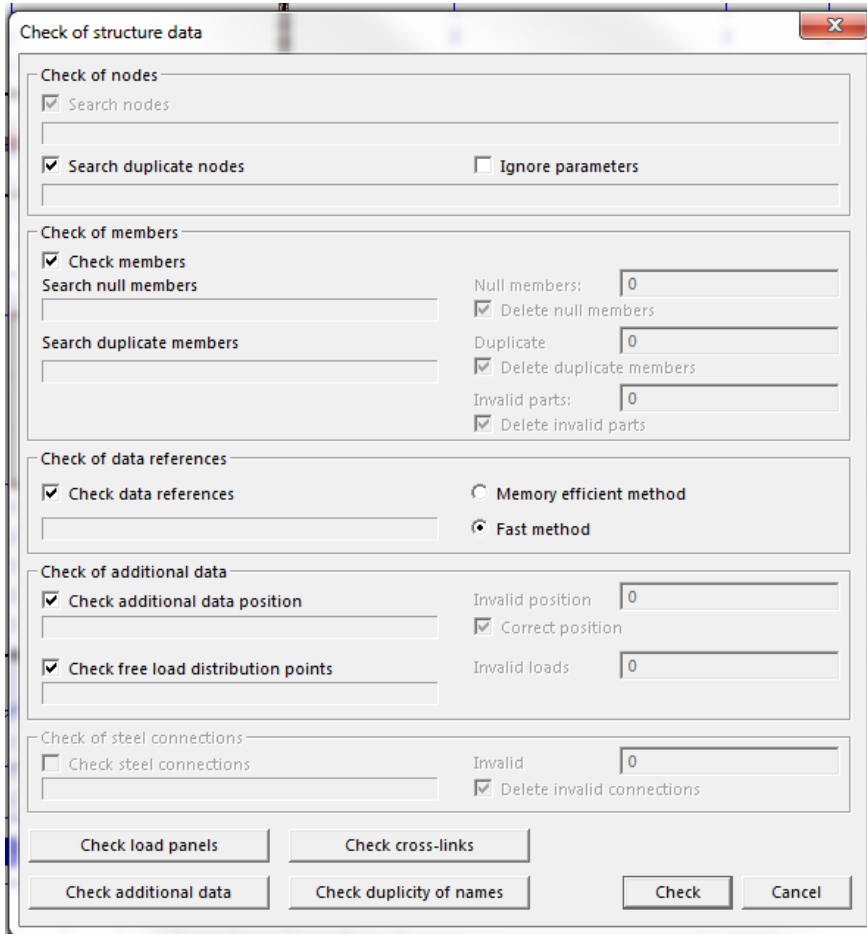 Check of structure data
Check of nodes
Search nodes
Search duplicate nodes Ignore parameters
Check of members
Check members
Search null members Null members: 0
Delete null members
Search duplicate members Duplicate 0
Delete duplicate members
Invalid parts: 0
Delete invalid parts
Check of data references
Check data references Memory efficient method
Fast method
Check of additional data
Check additional data position Invalid position 0
Correct position
Check free load distribution points Invalid loads 0
Check of steel connections
Check steel connections Invalid 0
Delete invalid connections
Check load panels Check cross-links
Check additional data Check duplicity of names Check Cancel